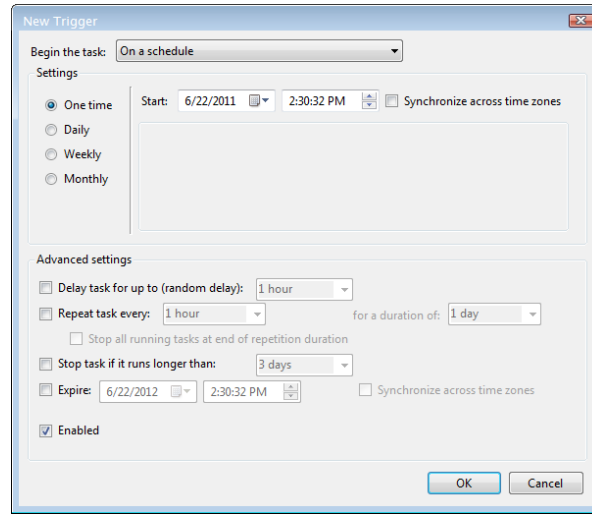 New Trigger
Begin the task: On a schedule
Settings
One time
Start: 6/22/2011 2:30:32 PM Synchronize across time zones
Daily
Weekly
Monthly
Advanced settings
Delay task for up to (random delay): 1 hour
Repeat task every: 1 hour for a duration of: 1 day
Stop all running tasks at end of repetition duration
Stop task if it runs longer than: 3 days
Expire: 6/22/2012 2:30:32 PM Synchronize across time zones
Enabled
OK Cancel